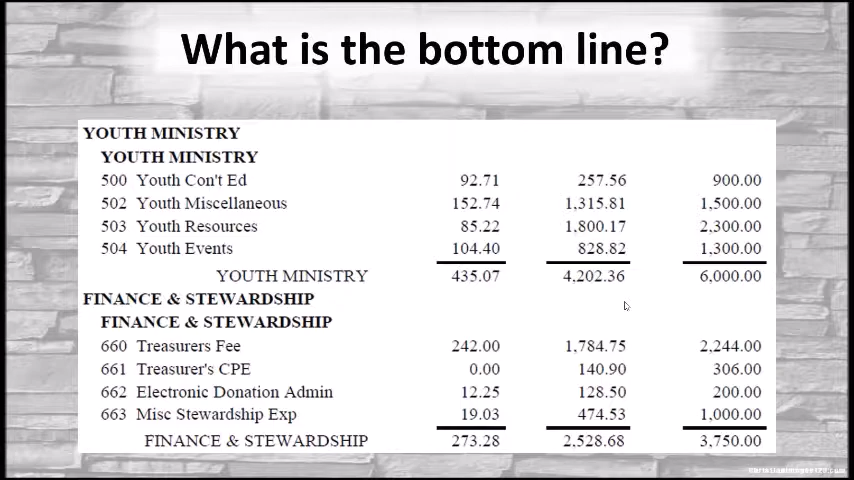 What is the bottom line?
YOUTH MINISTRY
YOUTH MINISTRY
500 Youth Con't Ed 92.71 257.56 900.00
502 Youth Miscellaneous 152.74 1,315.81 1,500.00
503 Youth Resources 85.22 1,800.17 2,300.00
504 Youth Events 104.40 828.82 1,300.00
YOUTH MINISTRY 435.07 4,202.36 6,000.00
FINANCE & STEWARDSHIP
FINANCE & STEWARDSHIP
660 Treasurers Fee 242.00 1,784.75 2,244.00
661 Treasurer's CPE 0.00 140.90 306.00
662 Electronic Donation Admin 12.25 128.50 200.00
663 Misc Stewardship Exp 19.03 474.53 1,000.00
FINANCE & STEWARDSHIP 273.28 2,528.68 3,750.00